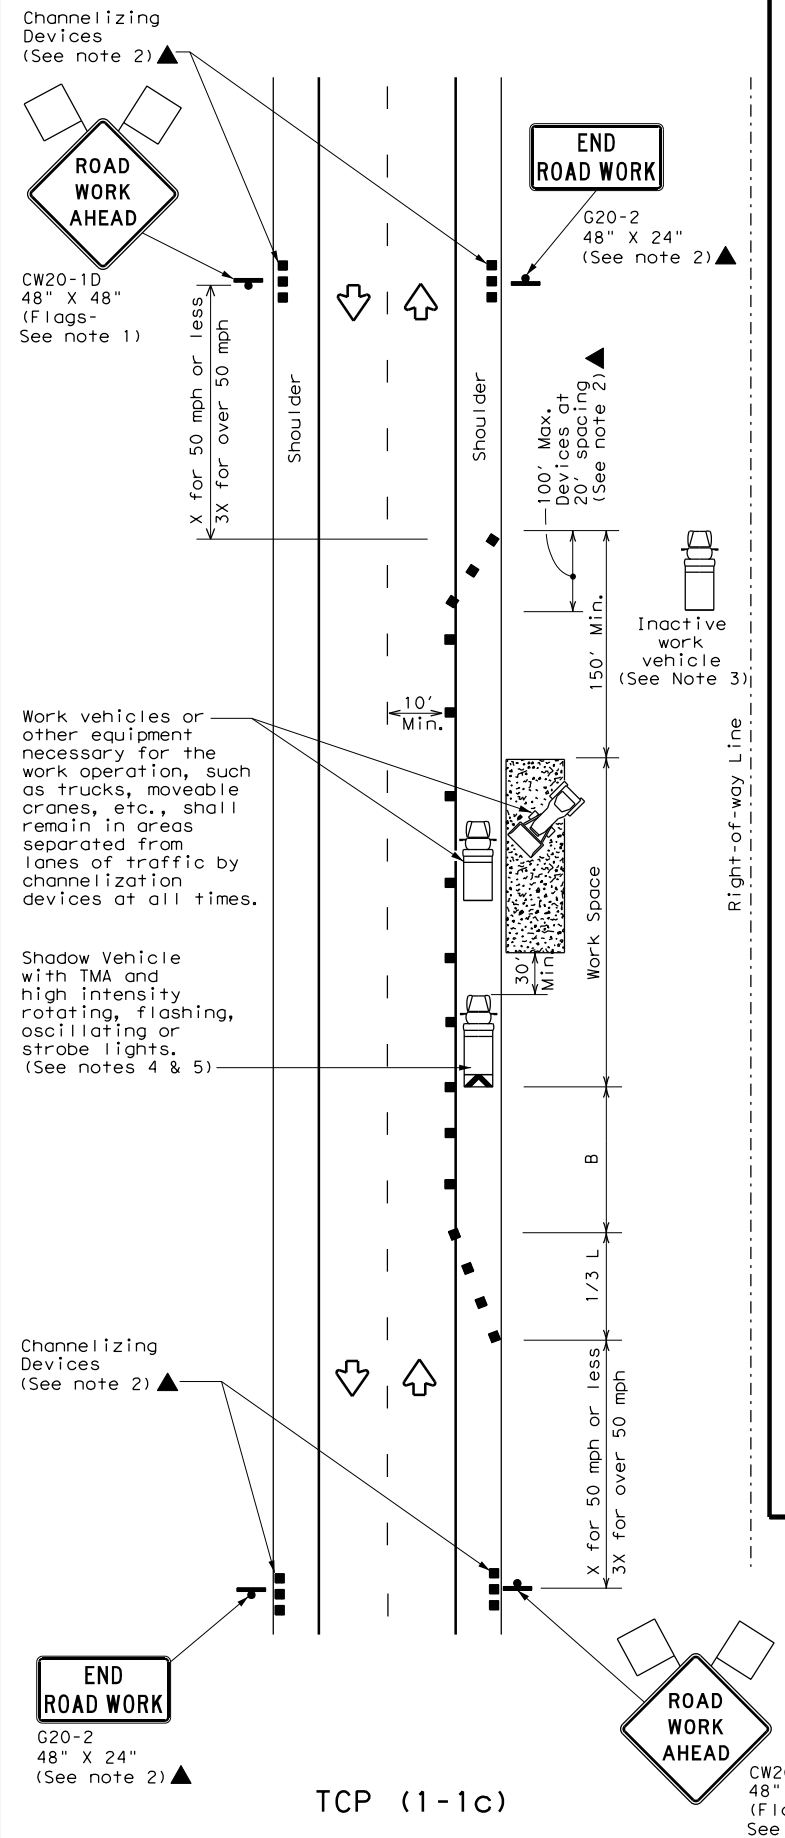 Channelizing
Devices
(See note 2)
ROAD
WORK
AHEAD
CW20-1D
48" X 48"
(Flags-
See note 1)
END
ROAD WORK
G20-2
48" X 24"
(See note 2)
X for 50 mph or less
3X for over 50 mph
Shoulder
Shoulder
100' Max.
Devices at
20' spacing
(See note 2)
150' Min.
Inactive
work
vehicle
(See Note 3)
10'
Min.
Work vehicles or
other equipment
necessary for the
work operation, such
as trucks, moveable
cranes, etc., shall
remain in areas
separated from
lanes of traffic by
channelization
devices at all times.
Right-of-way Line
Work Space
30'
Min.
Shadow Vehicle
with TMA and
high intensity
rotating, flashing,
oscillating or
strobe lights.
(See notes 4 & 5)
B
1/3 L
Channelizing
Devices
(See note 2)
X for 50 mph or less
3X for over 50 mph
END
ROAD WORK
G20-2
48" X 24"
(See note 2)
ROAD
WORK
AHEAD
48"
See
TCP (1-1c)